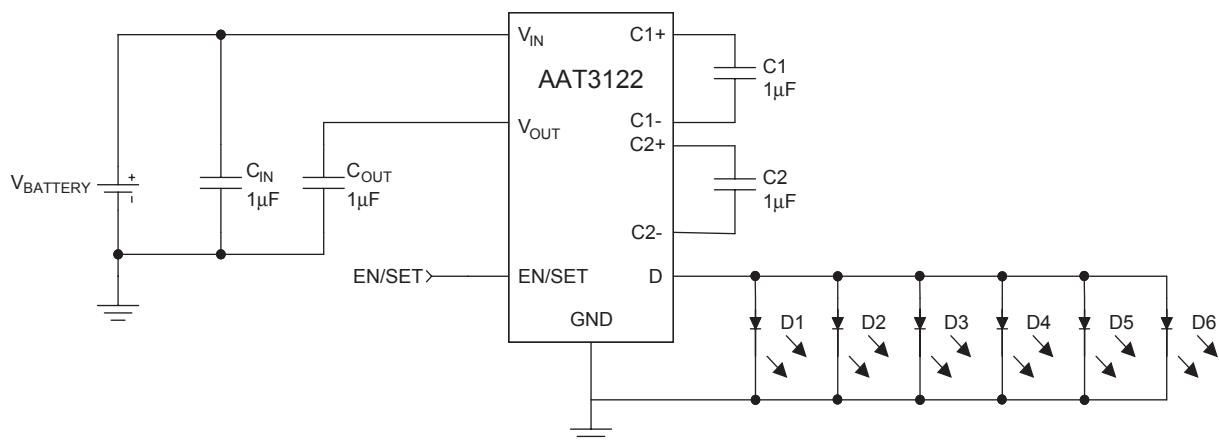 V_IN
C1+
AAT3122
C1
1µF
V_OUT
C1-
C2+
C_IN
1µF
C_OUT
1µF
C2
1µF
V_BATTERY
+
-
C2-
EN/SET
EN/SET
D
GND
D1
D2
D3
D4
D5
D6